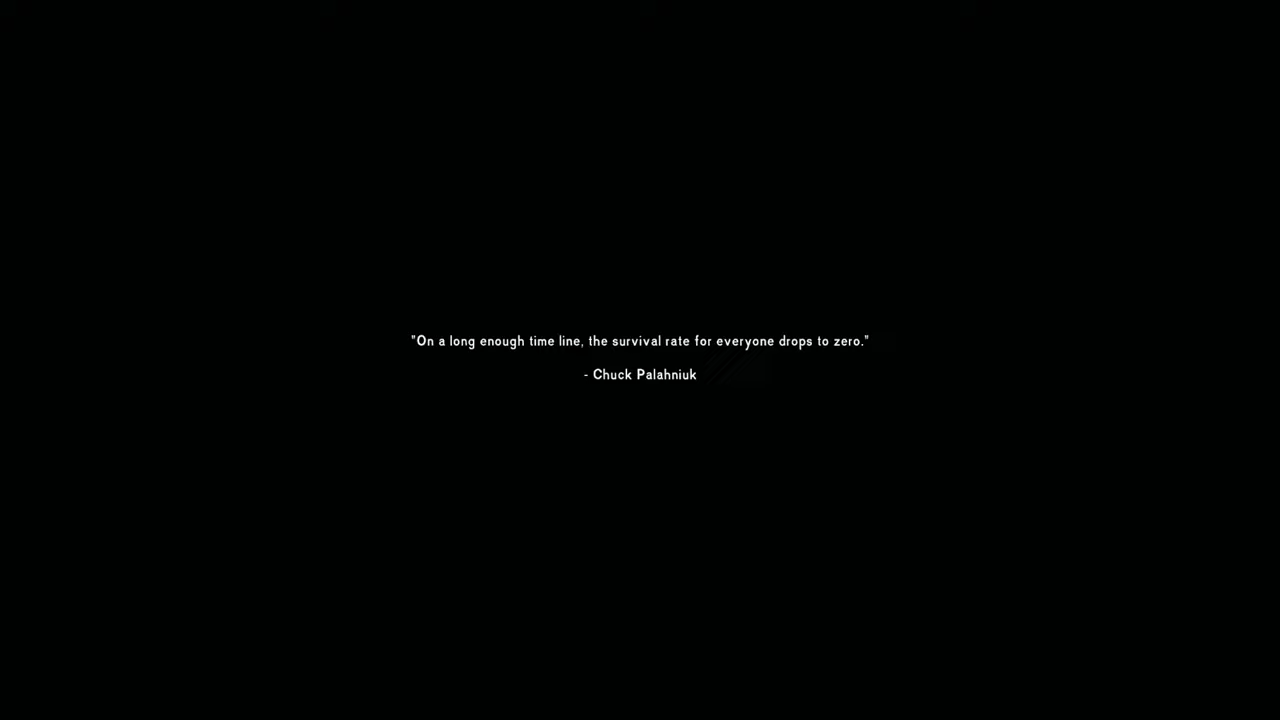 "On a long enough time line, the survival rate for everyone drops to zero."
- Chuck Palahniuk